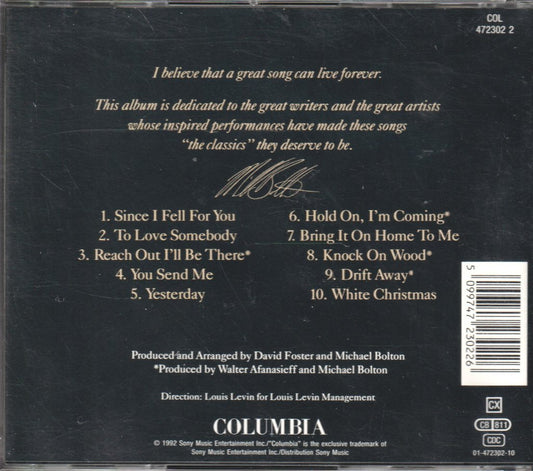 COL
472302 2
I believe that a great song can live forever.
This album is dedicated to the great writers and the great artists
whose inspired performances have made these songs
"the classics" they deserve to be.
1. Since I Fell For You
2. To Love Somebody
3. Reach Out I'll Be There*
4. You Send Me
5. Yesterday
6. Hold On, I'm Coming*
7. Bring It On Home To Me
8. Knock On Wood*
9. Drift Away*
10. White Christmas
5 099747 230226
Produced and Arranged by David Foster and Michael Bolton
*Produced by Walter Afanasieff and Michael Bolton
Direction: Louis Levin for Louis Levin Management
COLUMBIA
© 1992 Sony Music Entertainment Inc./"Columbia" is the exclusive trademark of
Sony Music Entertainment Inc./Distribution Sony Music
CX
CB 811
CDC
01-472302-10